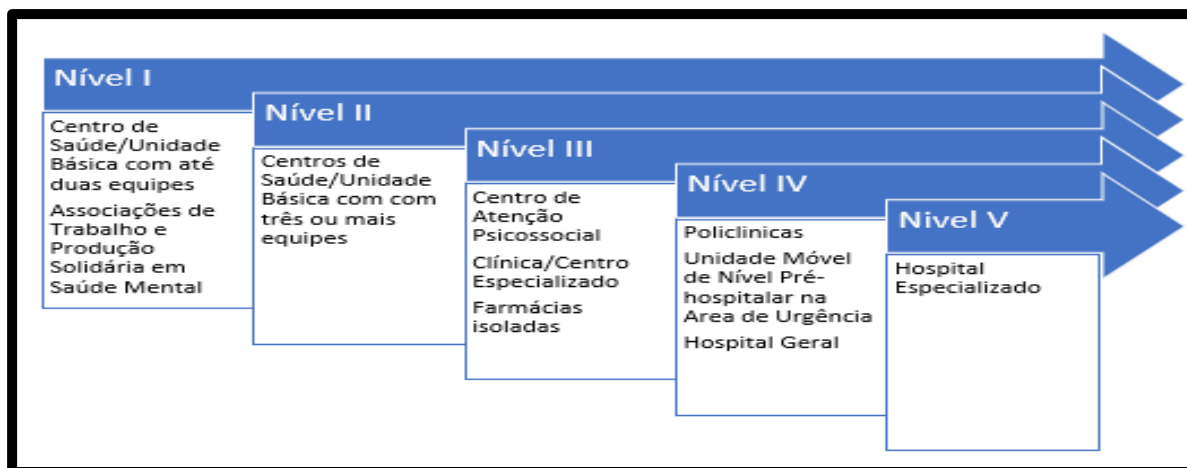 Nível I
Centro de
Saúde/Unidade
Básica com até
duas equipes
Associações de
Trabalho e
Produção
Solidária em
Saúde Mental
Nível II
Centros de
Saúde/Unidade
Básica com com
três ou mais
equipes
Nível III
Centro de
Atenção
Psicossocial
Clínica/Centro
Especializado
Farmácias
isoladas
Nível IV
Policlinicas
Unidade Móvel
de Nível Pré-
hospitalar na
Area de Urgência
Hospital Geral
Nivel V
Hospital
Especializado